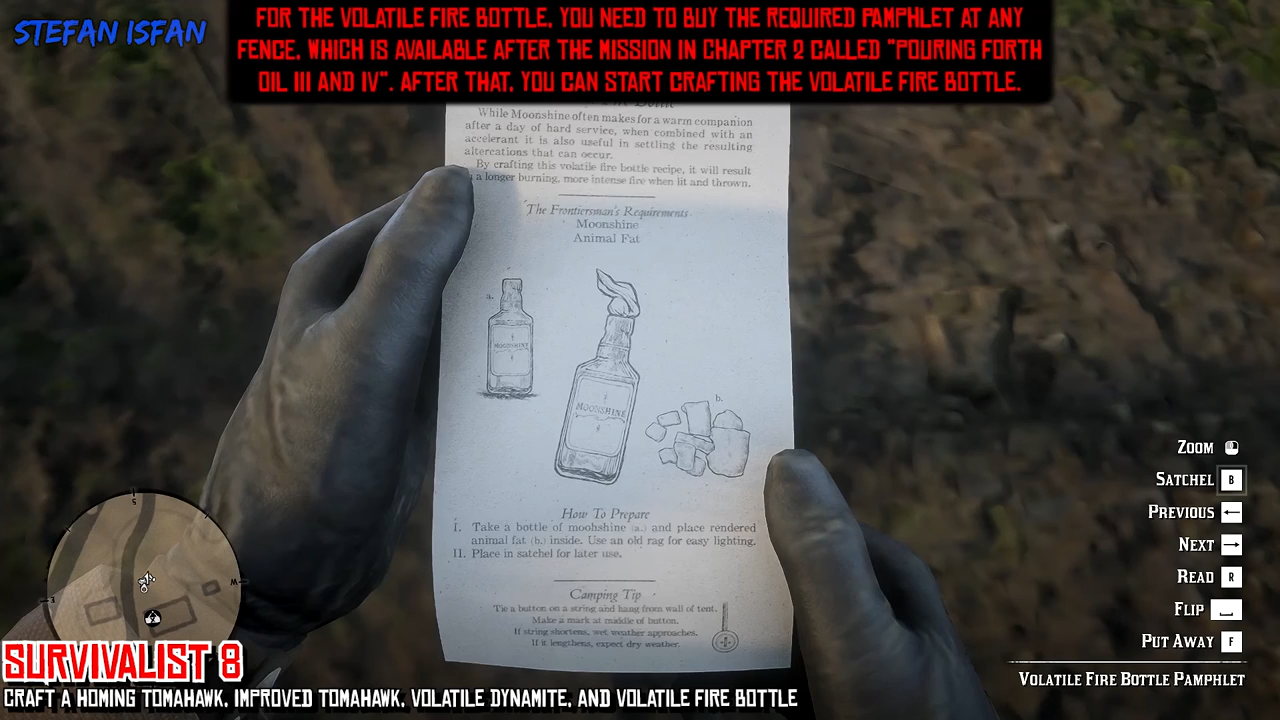 STEFAN ISFAN
FOR THE VOLATILE FIRE BOTTLE, YOU NEED TO BUY THE REQUIRED PAMPHLET AT ANY
FENCE, WHICH IS AVAILABLE AFTER THE MISSION IN CHAPTER 2 CALLED "POURING FORTH
OIL III AND IV". AFTER THAT, YOU CAN START CRAFTING THE VOLATILE FIRE BOTTLE.
Bottle
While Moonshine often makes for a warm companion
after a day of hard service, when combined with an
accelerant it is also useful in settling the resulting
altercations that can occur.
By crafting this volatile fire bottle recipe, it will result
a longer burning, more intense fire when lit and thrown.
The Frontiersman's Requirements
Moonshine
Animal Fat
a.
MOONSHINE
MOONSHINE
b.
How To Prepare
I. Take a bottle of moonshine (a.) and place rendered
animal fat (b.) inside. Use an old rag for easy lighting.
II. Place in satchel for later use.
Camping Tip
Tie a button on a string and hang from wall of tent.
Make a mark at middle of button.
If string shortens, wet weather approaches,
If it lengthens, expect dry weather.
ZOOM
SATCHEL B
PREVIOUS
NEXT
READ R
FLIP
PUT AWAY F
VOLATILE FIRE BOTTLE PAMPHLET
S
W
E
SURVIVALIST 8
CRAFT A HOMING TOMAHAWK, IMPROVED TOMAHAWK, VOLATILE DYNAMITE, AND VOLATILE FIRE BOTTLE